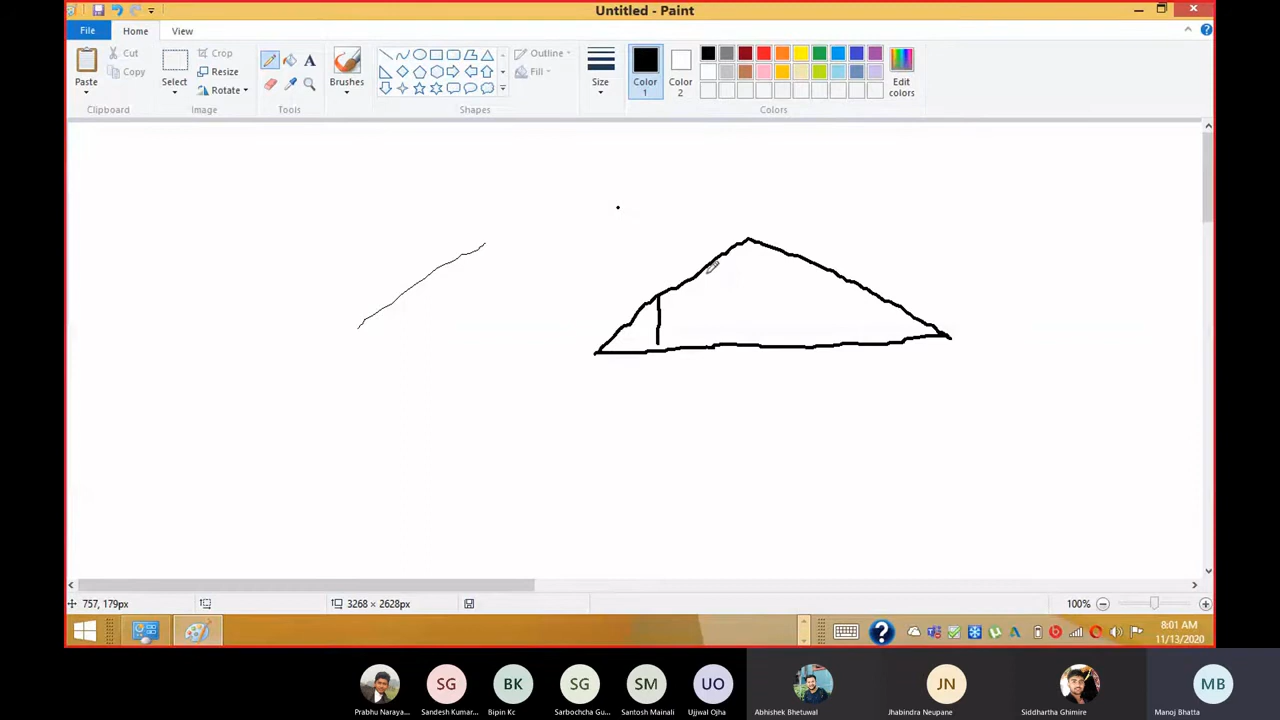 Untitled - Paint
File
Home
View
Paste
Cut
Copy
Clipboard
Select
Crop
Resize
Rotate
Image
A
Tools
Brushes
Outline
Fill
Shapes
Size
Color 1
Color 2
Edit colors
Colors
757, 179px
3268 × 2628px
100%
8:01 AM
11/13/2020
SG
BK
SG
SM
UO
JN
MB
Prabhu Naraya...
Sandesh Kumar...
Bipin Kc
Sarbochcha Gu...
Santosh Mainali
Ujjwal Ojha
Abhishek Bhetuwal
Jhabindra Neupane
Siddhartha Ghimire
Manoj Bhatta